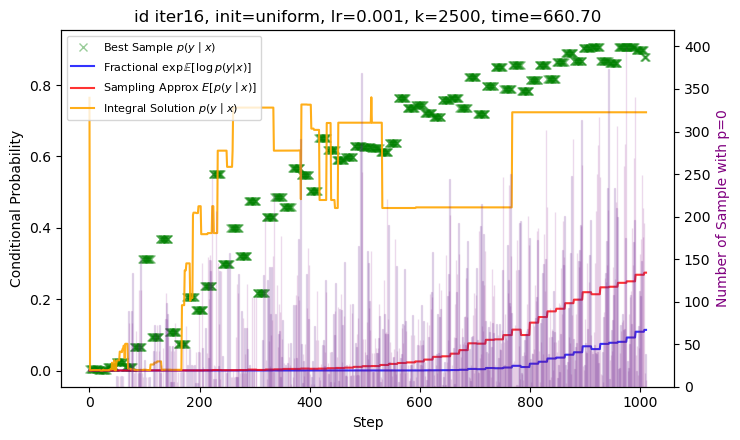 id iter16, init=uniform, lr=0.001, k=2500, time=660.70
Best Sample p(y | x)
Fractional exp 𝔼[log p(y|x)]
Sampling Approx E[p(y | x)]
Integral Solution p(y | x)
Conditional Probability
0.8
0.6
0.4
0.2
0.0
400
350
300
250
200
150
100
50
0
Number of Sample with p=0
0 200 400 600 800 1000
Step